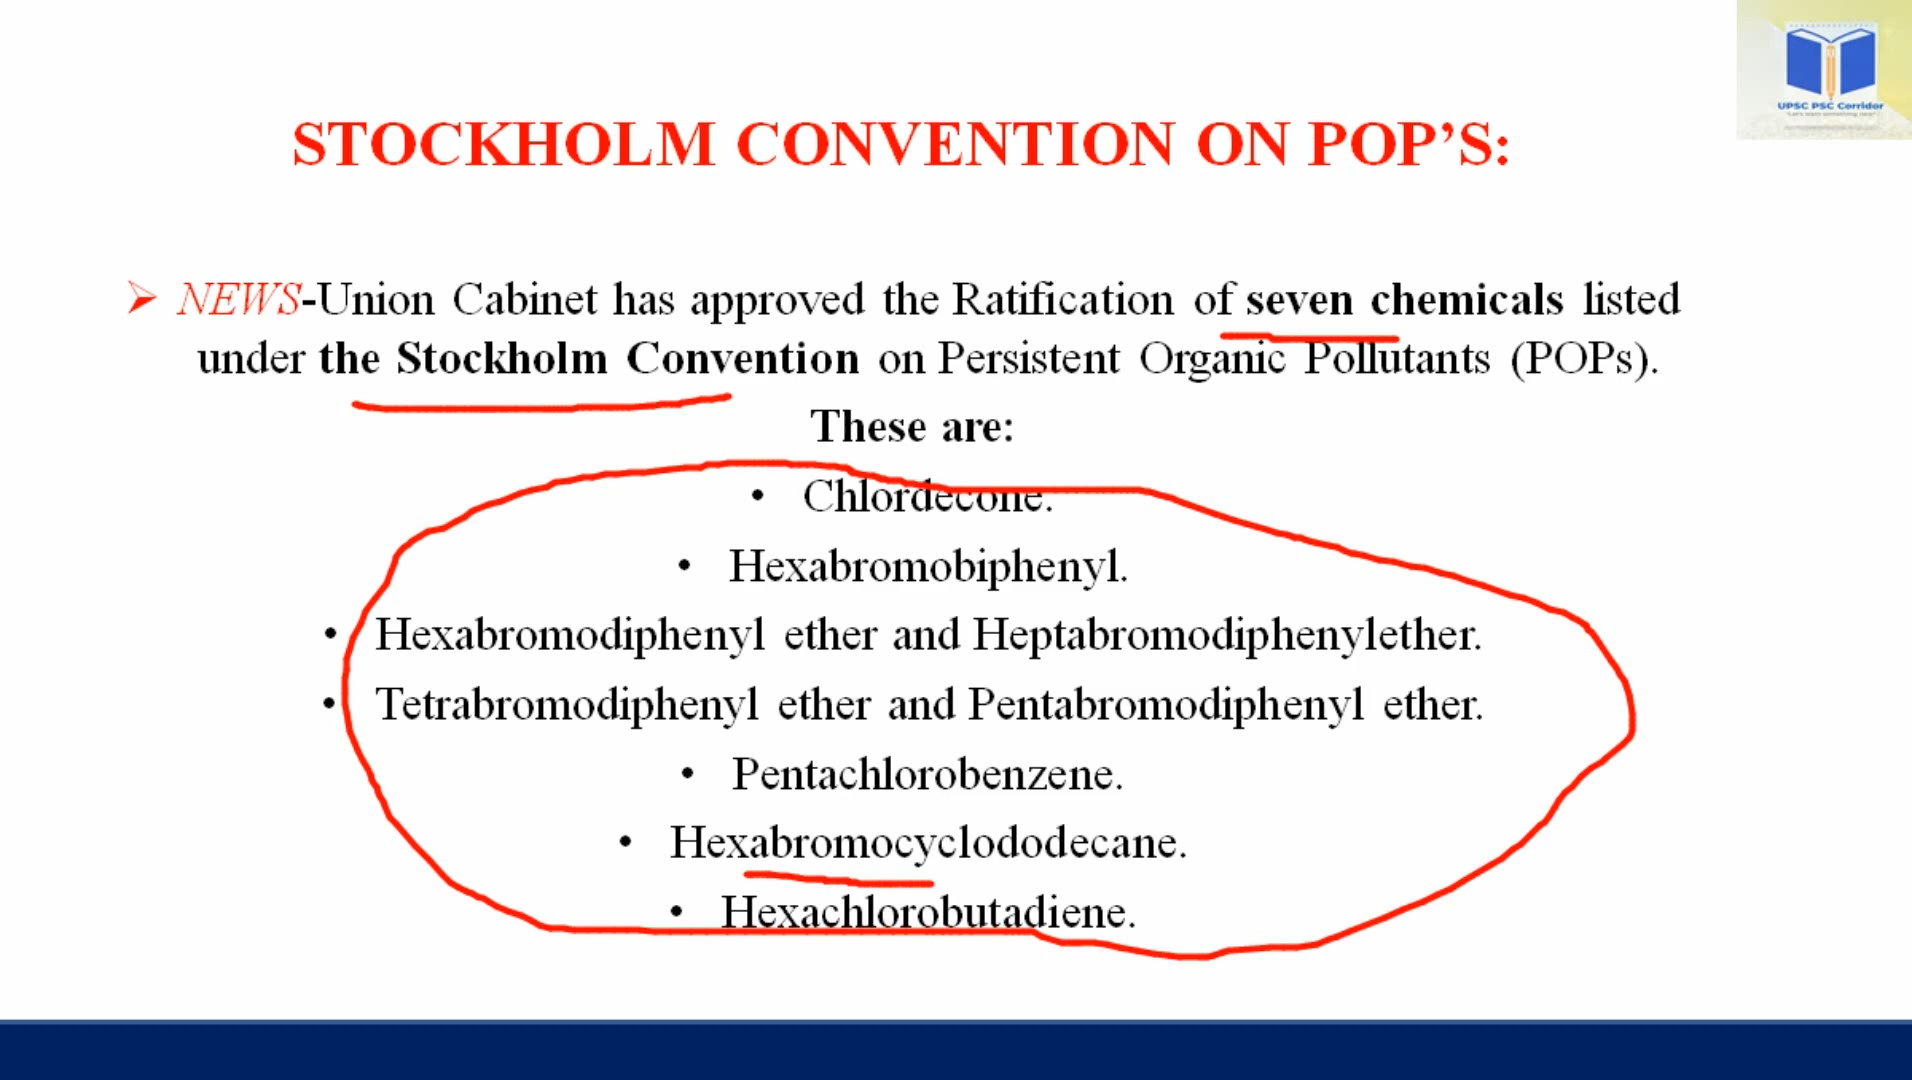 UPSC PSC Corridor
STOCKHOLM CONVENTION ON POP’S:
➢ NEWS-Union Cabinet has approved the Ratification of seven chemicals listed
under the Stockholm Convention on Persistent Organic Pollutants (POPs).
These are:
• Chlordecone.
• Hexabromobiphenyl.
• Hexabromodiphenyl ether and Heptabromodiphenylether.
• Tetrabromodiphenyl ether and Pentabromodiphenyl ether.
• Pentachlorobenzene.
• Hexabromocyclododecane.
• Hexachlorobutadiene.